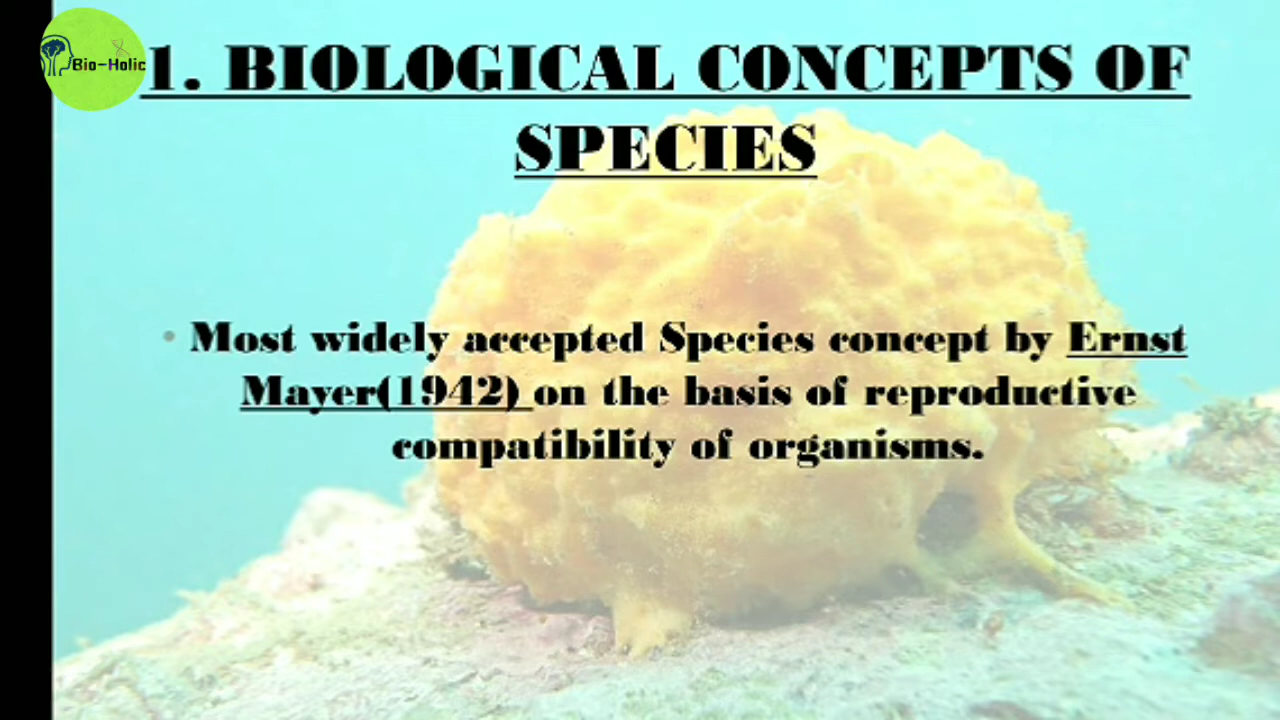 Bio-Holic
1. BIOLOGICAL CONCEPTS OF
SPECIES
• Most widely accepted Species concept by Ernst
Mayer(1942) on the basis of reproductive
compatibility of organisms.